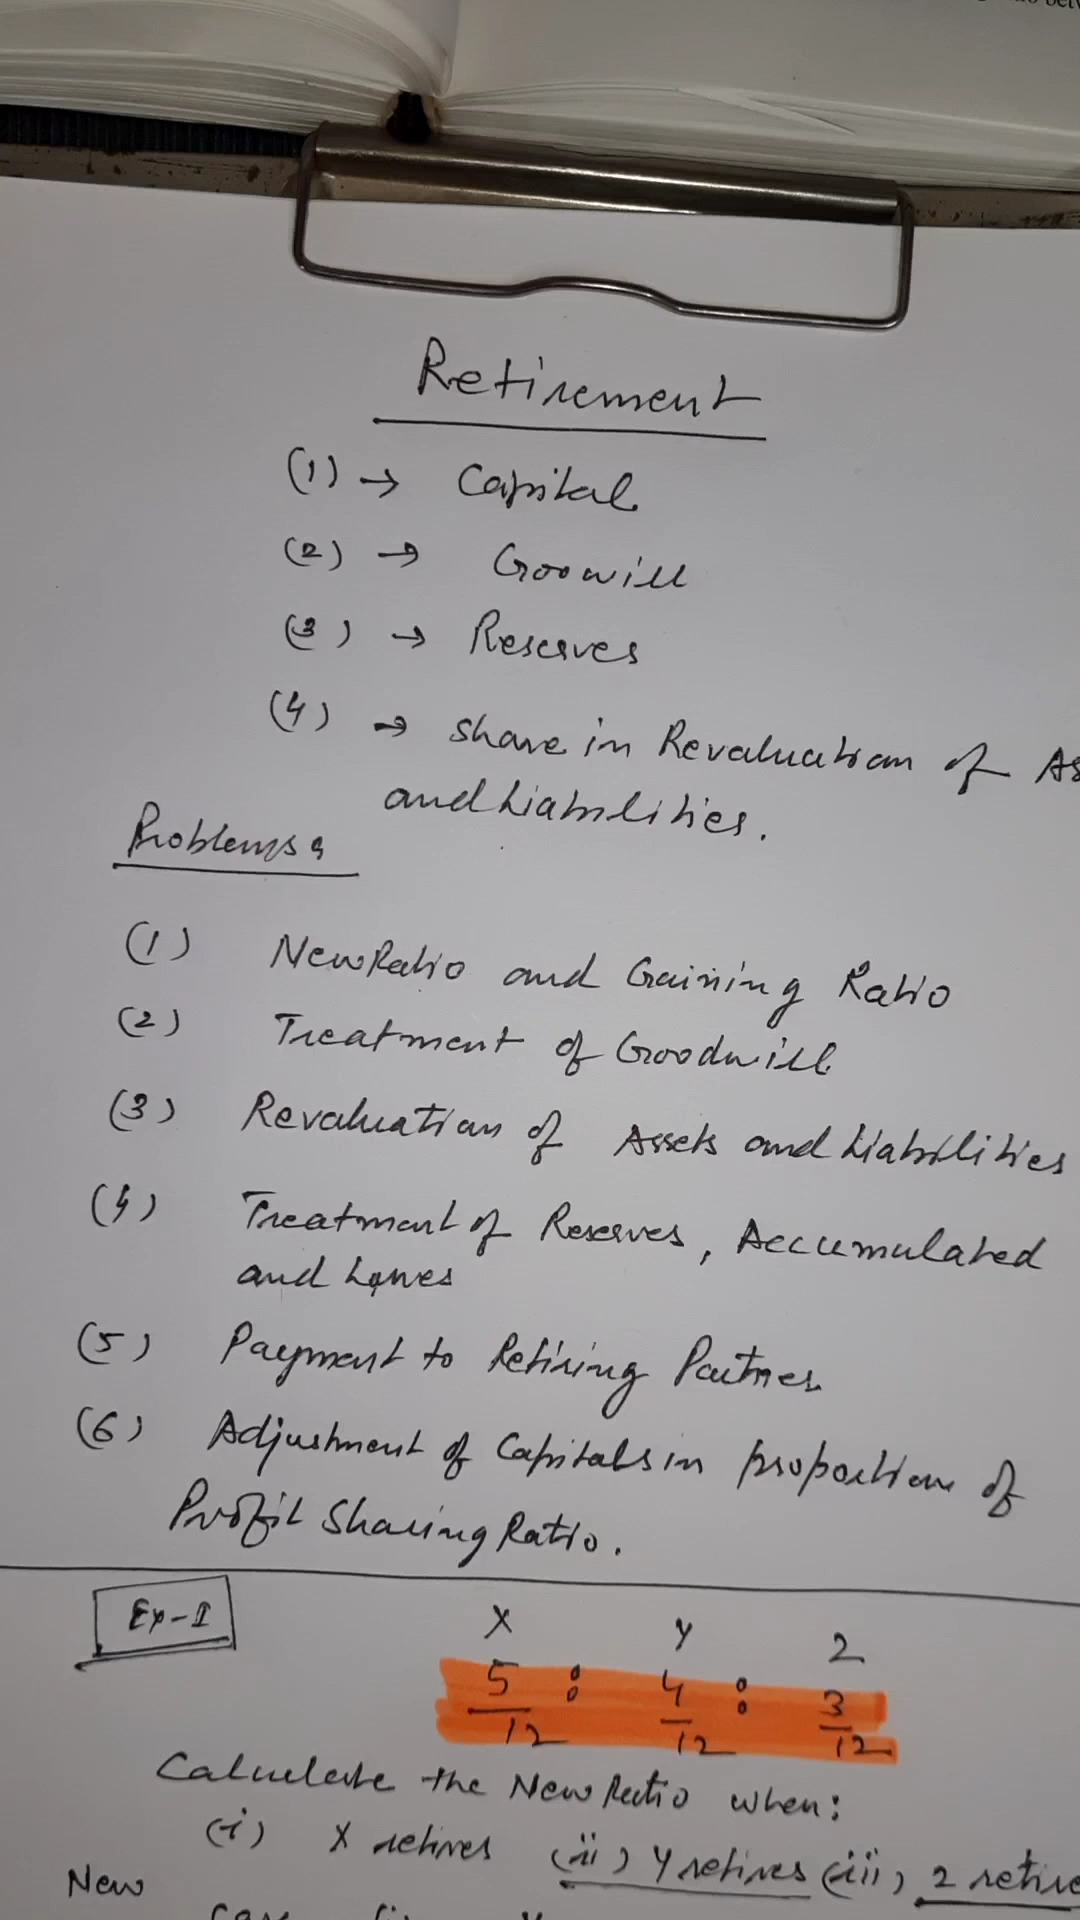 Retirement
(1) → Capital
(2) → Goowill
(3) → Reserves
(4) → Share in Revaluation of As
and Liabilities.
Problems
(1) New Ratio and Gaining Ratio
(2) Treatment of Goodwill
(3) Revaluation of Assets and Liabilities
(4) Treatment of Reserves, Accumulated
and Losses
(5) Payment to Retiring Partner
(6) Adjustment of Capitals in proportion of
Profit Sharing Ratio.
Ex-1
X Y Z
5/12 : 4/12 : 3/12
Calculate the New Ratio when:
(i) X retires (ii) Y retires (iii) Z retire
New